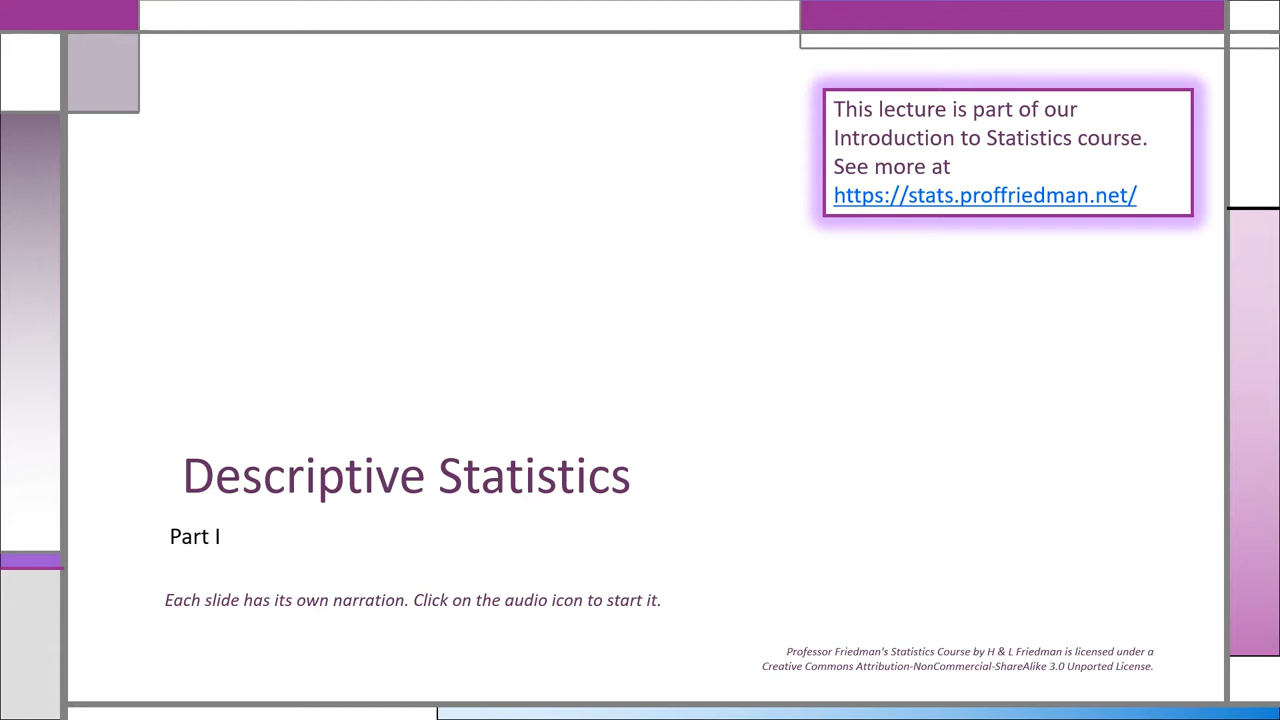 This lecture is part of our
Introduction to Statistics course.
See more at
https://stats.proffriedman.net/
Descriptive Statistics
Part I
Each slide has its own narration. Click on the audio icon to start it.
Professor Friedman's Statistics Course by H & L Friedman is licensed under a
Creative Commons Attribution-NonCommercial-ShareAlike 3.0 Unported License.